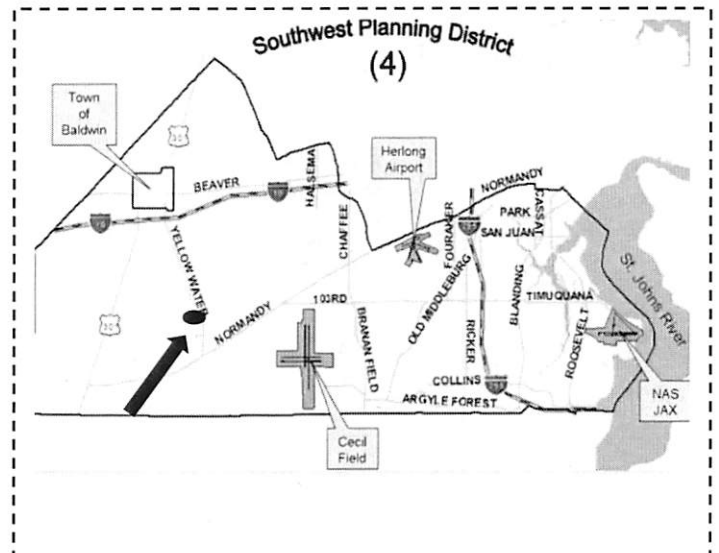 Southwest Planning District
(4)
Town
of
Baldwin
Herlong
Airport
BEAVER
HALSEMA
NORMANDY
CASSAT
PARK
SAN JUAN
FOURAKER
CHAFFEE
YELLOW WATER
NORMANDY
103RD
OLD MIDDLEBURG
BLANDING
TIMUQUANA
St. Johns River
BRANAN FIELD
RICKER
ROOSEVELT
COLLINS
ARGYLE FOREST
NAS
JAX
Cecil
Field